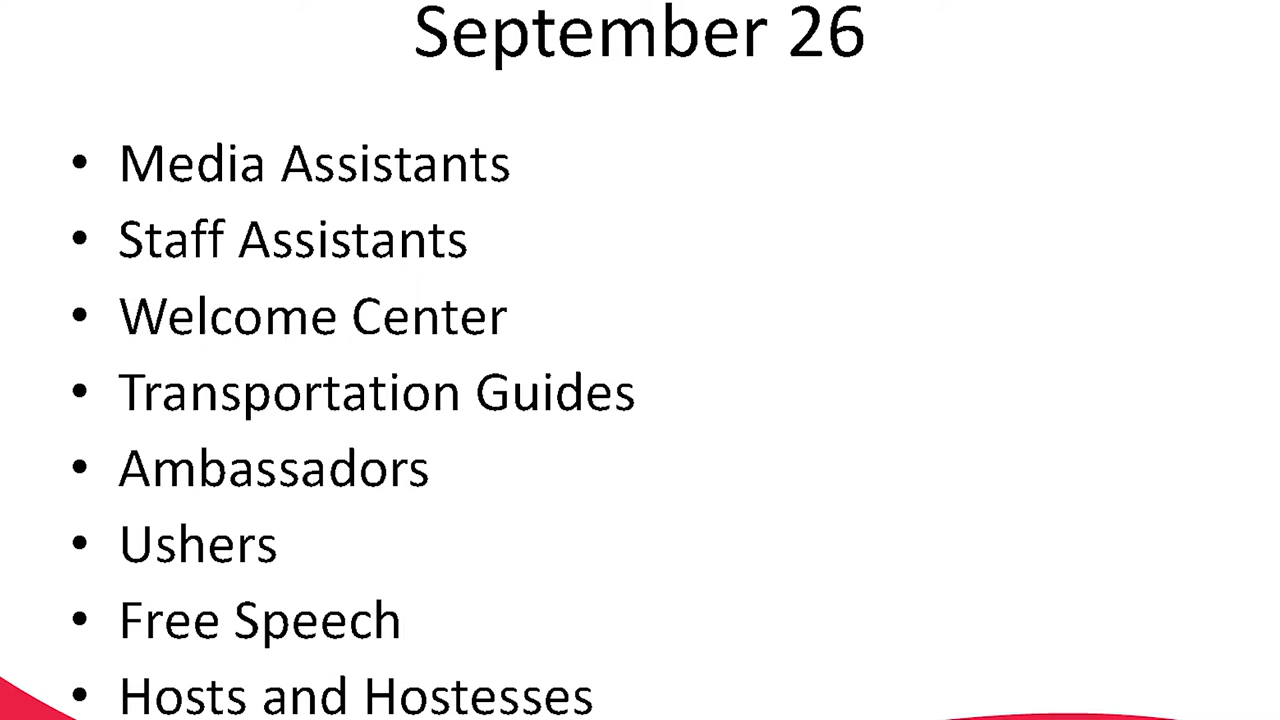 September 26
• Media Assistants
• Staff Assistants
• Welcome Center
• Transportation Guides
• Ambassadors
• Ushers
• Free Speech
• Hosts and Hostesses